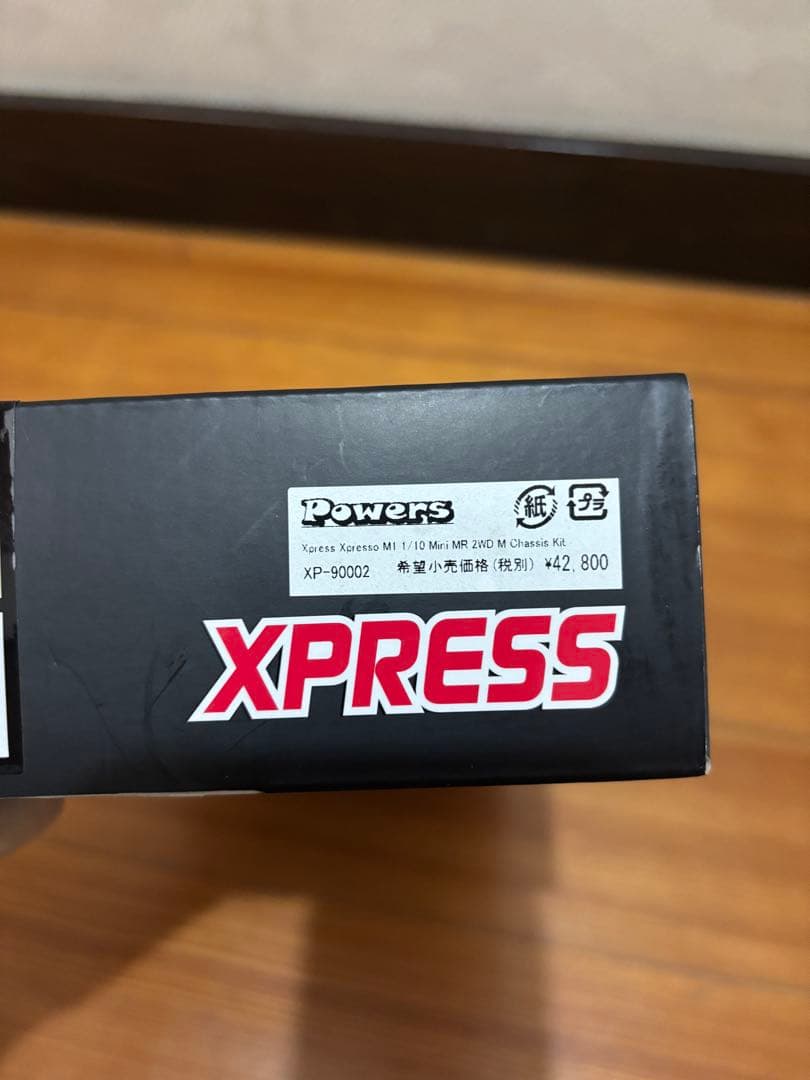 Powers 紙 プラ
Xpress Xpresso M1 1/10 Mini MR 2WD M Chassis Kit
XP-90002 希望小売価格(税別) ¥42,800
XPRESS